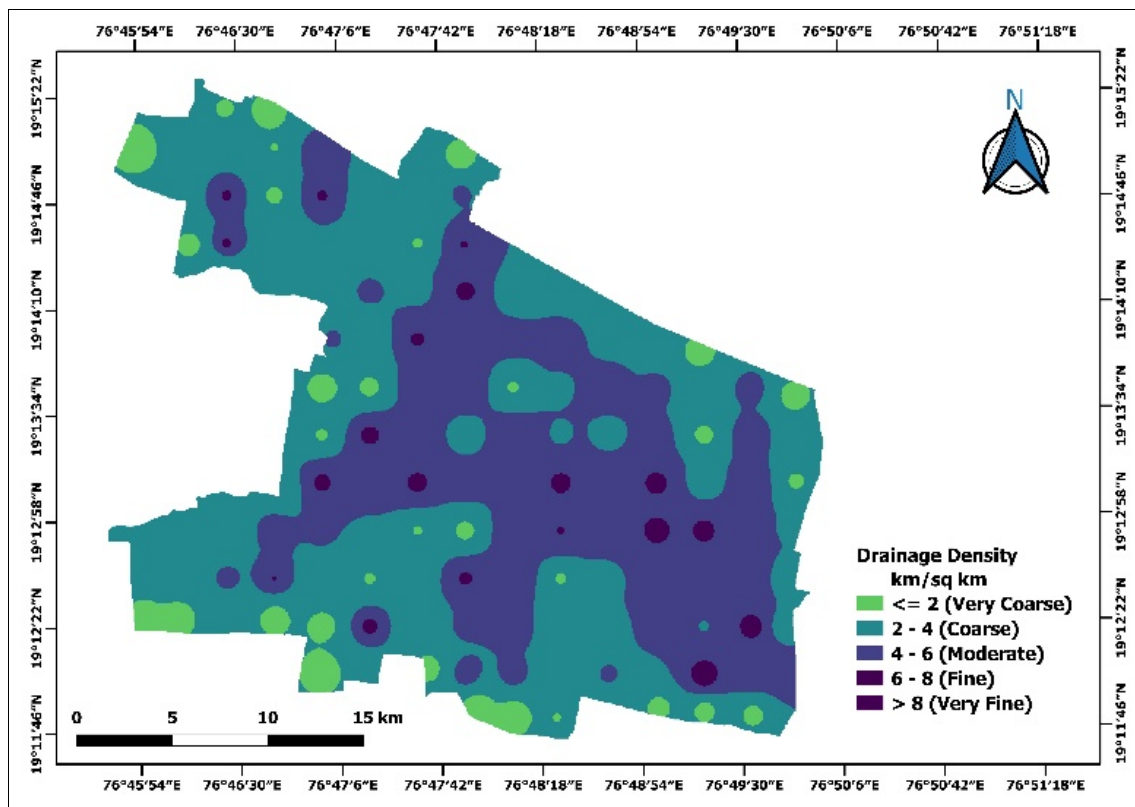 76°45′54″E 76°46′30″E 76°47′6″E 76°47′42″E 76°48′18″E 76°48′54″E 76°49′30″E 76°50′6″E 76°50′42″E 76°51′18″E
N
19°15′22″N 19°15′22″N
19°14′46″N 19°14′46″N
19°14′10″N 19°14′10″N
19°13′34″N 19°13′34″N
19°12′58″N 19°12′58″N
19°12′22″N 19°12′22″N
19°11′46″N 19°11′46″N
Drainage Density
km/sq km
<= 2 (Very Coarse)
2 - 4 (Coarse)
4 - 6 (Moderate)
6 - 8 (Fine)
> 8 (Very Fine)
0 5 10 15 km
76°45′54″E 76°46′30″E 76°47′6″E 76°47′42″E 76°48′18″E 76°48′54″E 76°49′30″E 76°50′6″E 76°50′42″E 76°51′18″E